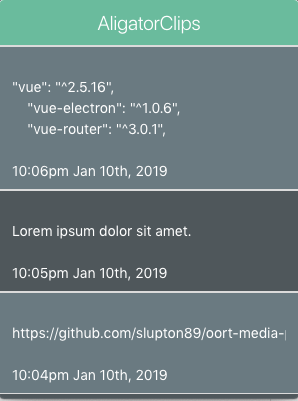 AligatorClips
"vue": "^2.5.16",
"vue-electron": "^1.0.6",
"vue-router": "^3.0.1",
10:06pm Jan 10th, 2019
Lorem ipsum dolor sit amet.
10:05pm Jan 10th, 2019
https://github.com/slupton89/oort-media-
10:04pm Jan 10th, 2019